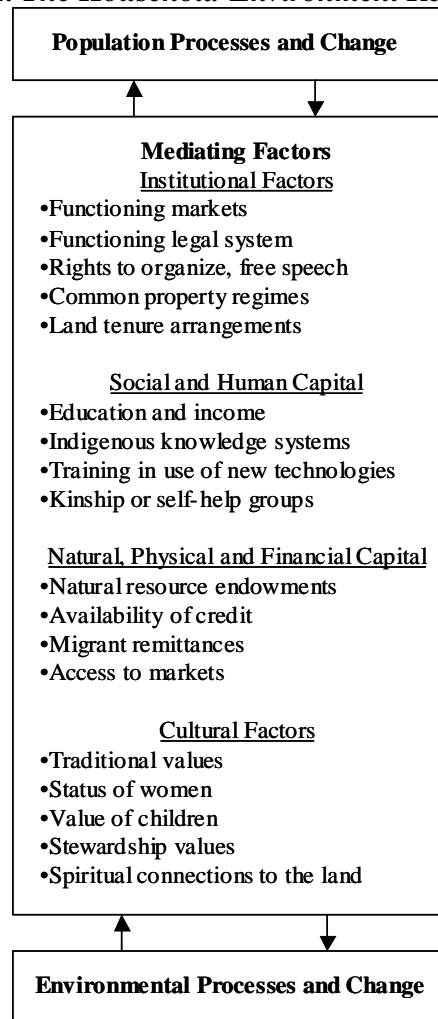 The Household-Environment Re
Population Processes and Change
Mediating Factors
Institutional Factors
•Functioning markets
•Functioning legal system
•Rights to organize, free speech
•Common property regimes
•Land tenure arrangements
Social and Human Capital
•Education and income
•Indigenous knowledge systems
•Training in use of new technologies
•Kinship or self-help groups
Natural, Physical and Financial Capital
•Natural resource endowments
•Availability of credit
•Migrant remittances
•Access to markets
Cultural Factors
•Traditional values
•Status of women
•Value of children
•Stewardship values
•Spiritual connections to the land
Environmental Processes and Change